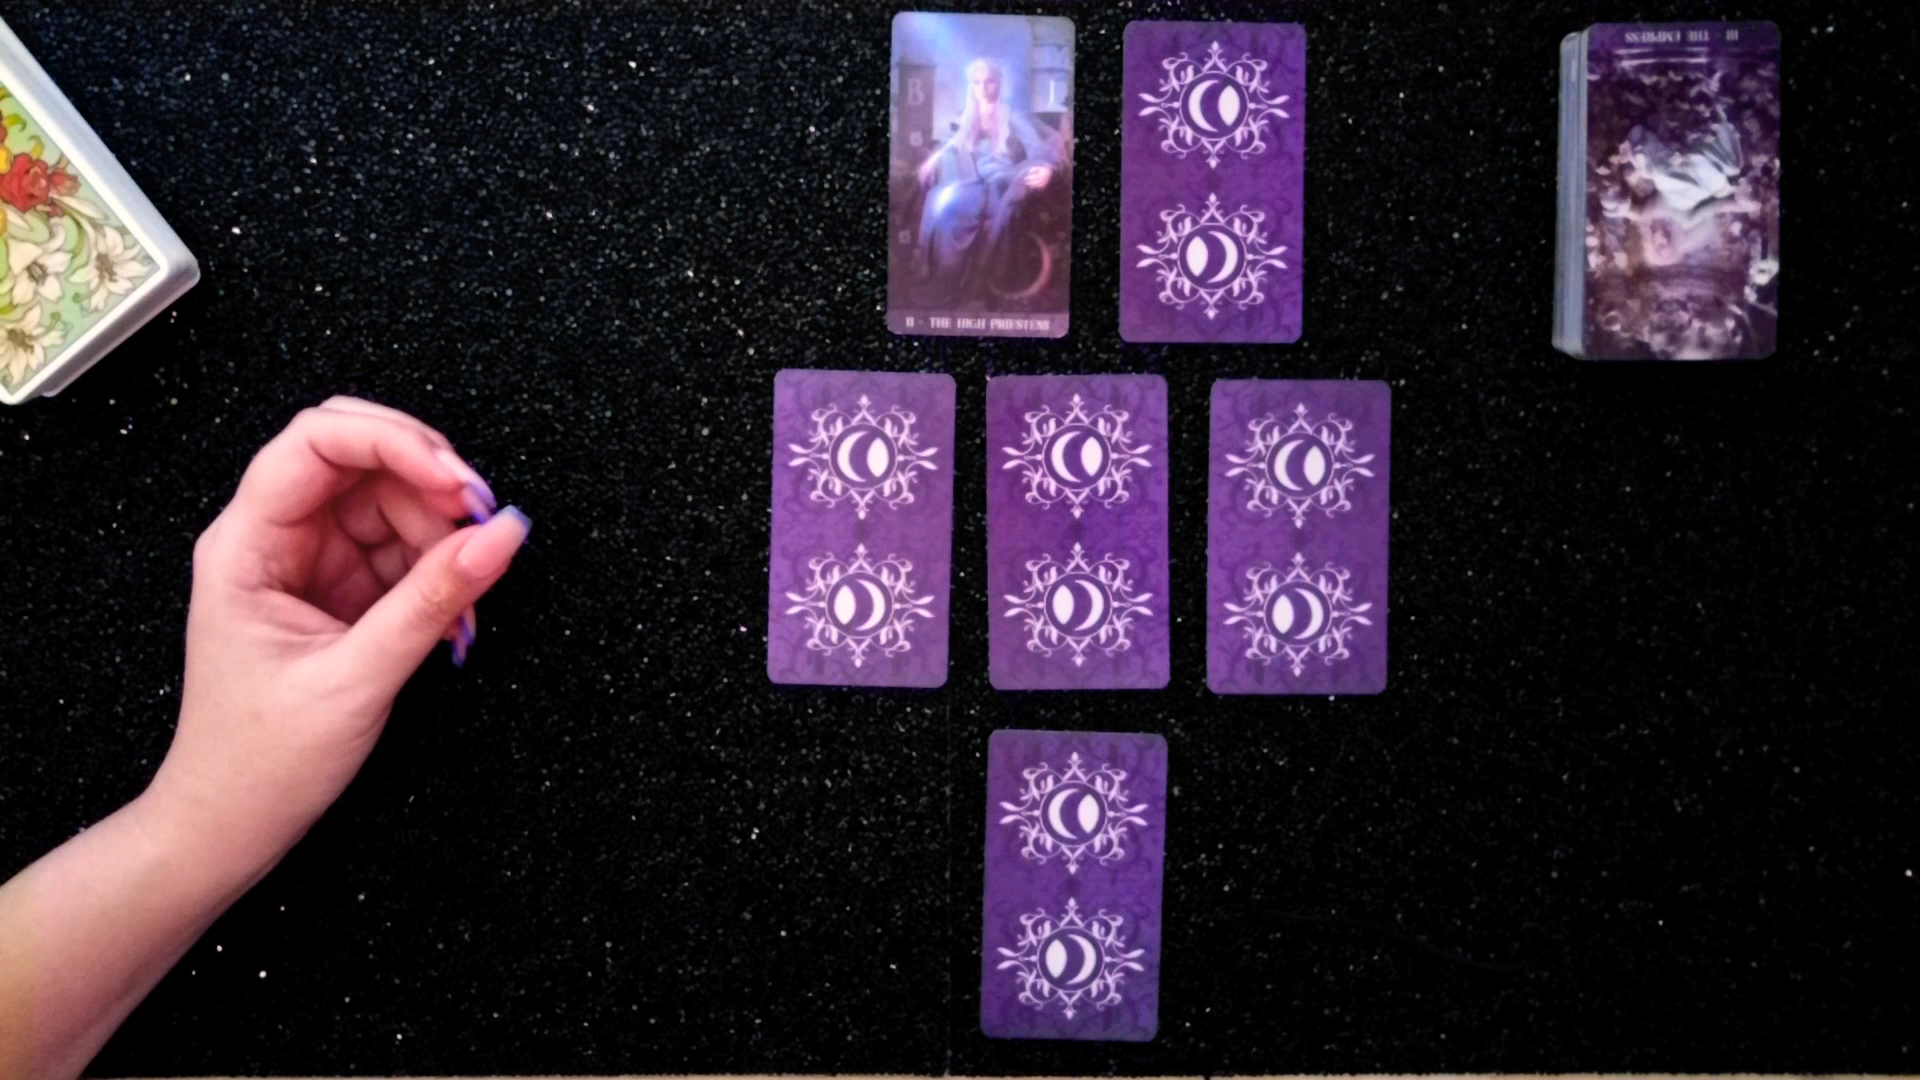 B J
II - THE HIGH PRIESTESS
III - THE EMPRESS